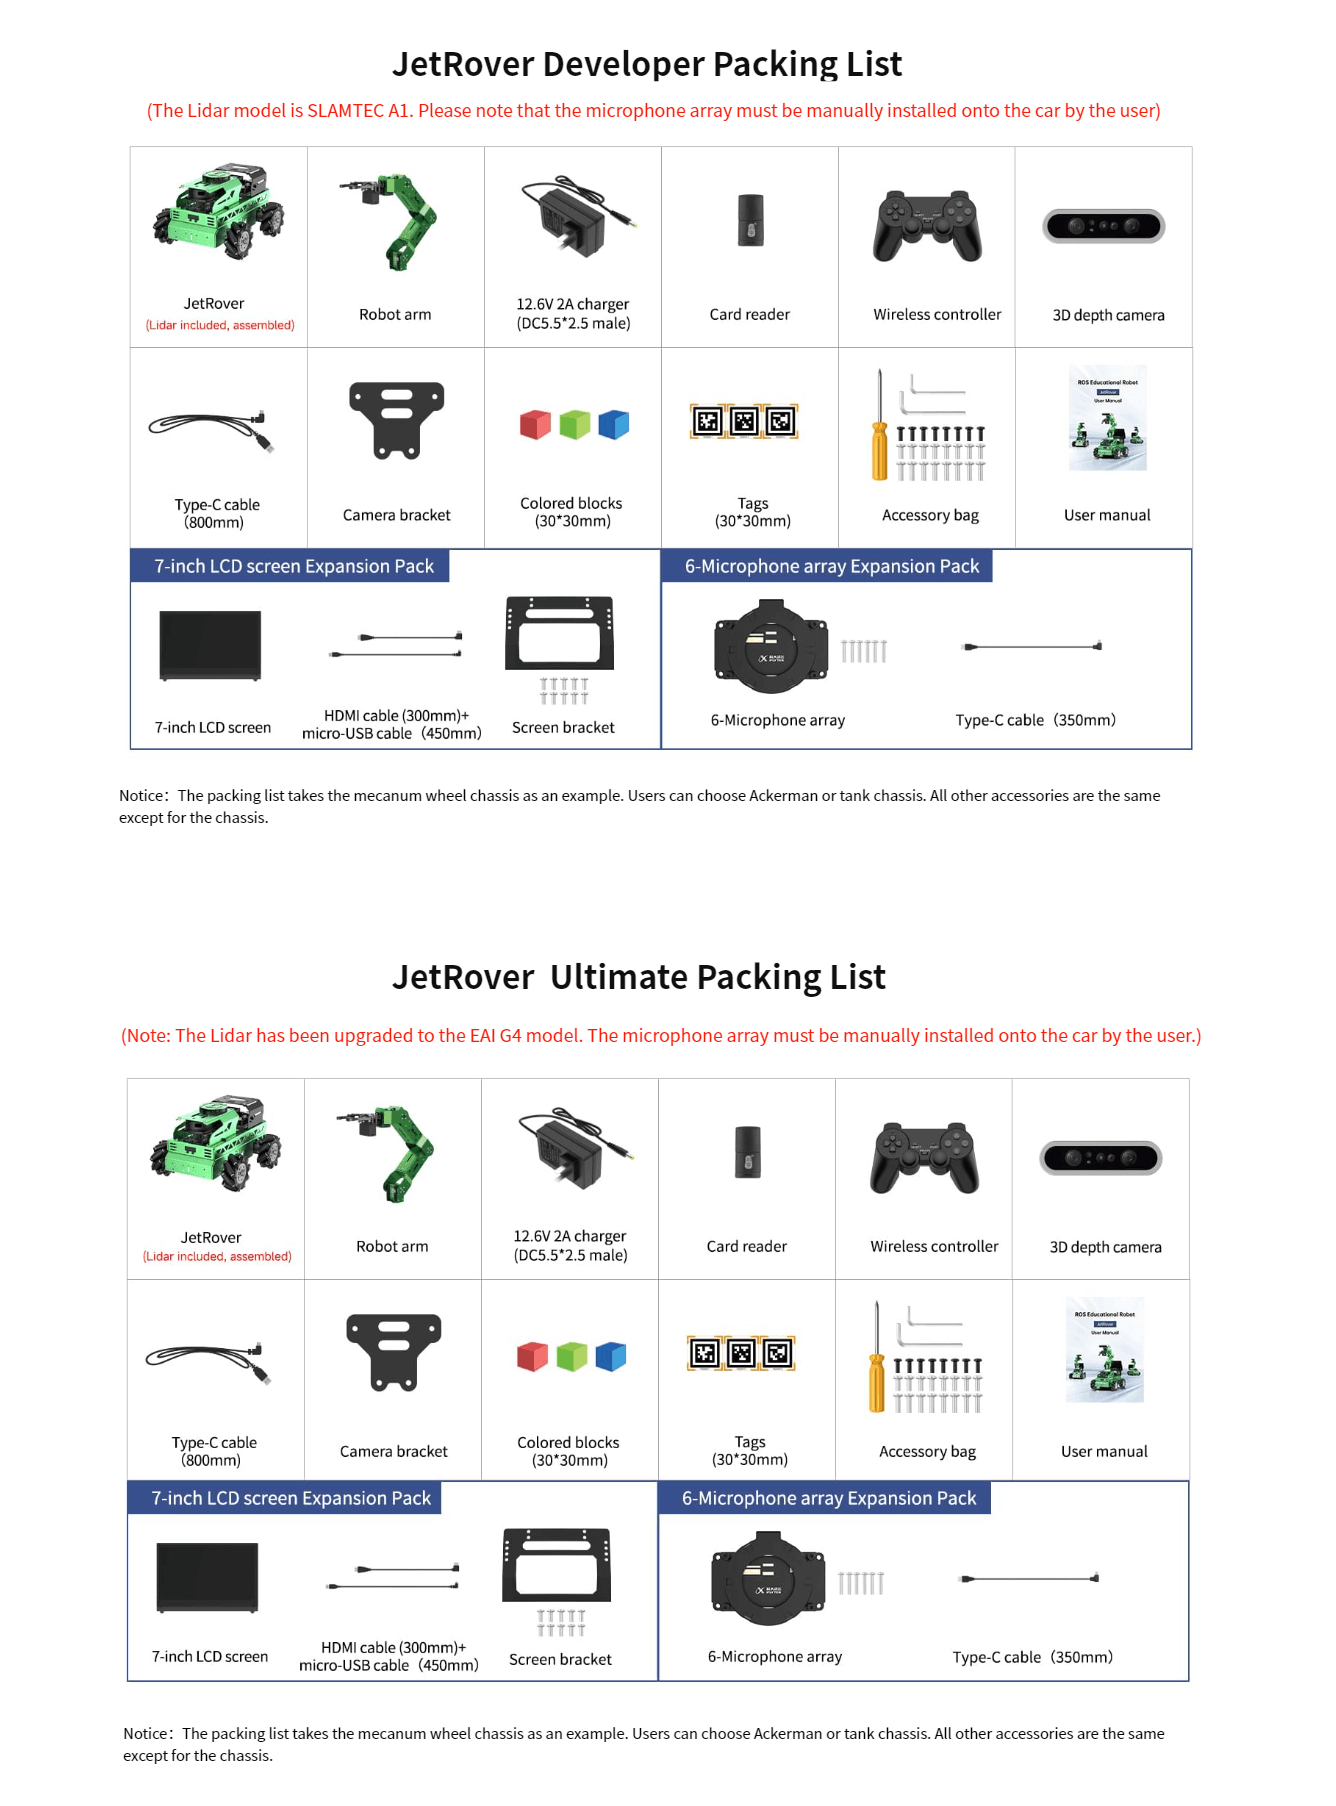 JetRover Developer Packing List
(The Lidar model is SLAMTEC A1. Please note that the microphone array must be manually installed onto the car by the user)
JetRover
(Lidar included, assembled)
Robot arm
12.6V 2A charger
(DC5.5*2.5 male)
Card reader
Wireless controller
3D depth camera
Type-C cable
(800mm)
Camera bracket
Colored blocks
(30*30mm)
Tags
(30*30mm)
Accessory bag
ROS Educational Robot
JetRover
User Manual
User manual
7-inch LCD screen Expansion Pack
7-inch LCD screen
HDMI cable (300mm)+
micro-USB cable（450mm）
Screen bracket
6-Microphone array Expansion Pack
6-Microphone array
Type-C cable（350mm）
Notice：The packing list takes the mecanum wheel chassis as an example. Users can choose Ackerman or tank chassis. All other accessories are the same
except for the chassis.
JetRover Ultimate Packing List
(Note: The Lidar has been upgraded to the EAI G4 model. The microphone array must be manually installed onto the car by the user.)
JetRover
(Lidar included, assembled)
Robot arm
12.6V 2A charger
(DC5.5*2.5 male)
Card reader
Wireless controller
3D depth camera
Type-C cable
(800mm)
Camera bracket
Colored blocks
(30*30mm)
Tags
(30*30mm)
Accessory bag
ROS Educational Robot
JetRover
User Manual
User manual
7-inch LCD screen Expansion Pack
7-inch LCD screen
HDMI cable (300mm)+
micro-USB cable（450mm）
Screen bracket
6-Microphone array Expansion Pack
6-Microphone array
Type-C cable（350mm）
Notice：The packing list takes the mecanum wheel chassis as an example. Users can choose Ackerman or tank chassis. All other accessories are the same
except for the chassis.